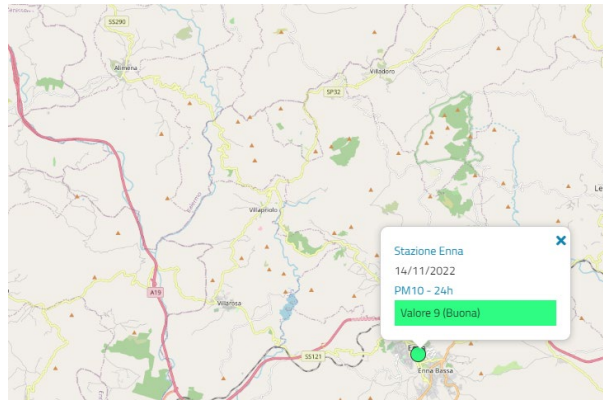 SS290
Alimena
Villadoro
SP32
Villapriolo
Stazione Enna
14/11/2022
PM10 - 24h
Valore 9 (Buona)
A19
Villarosa
SS121
Enna Bassa